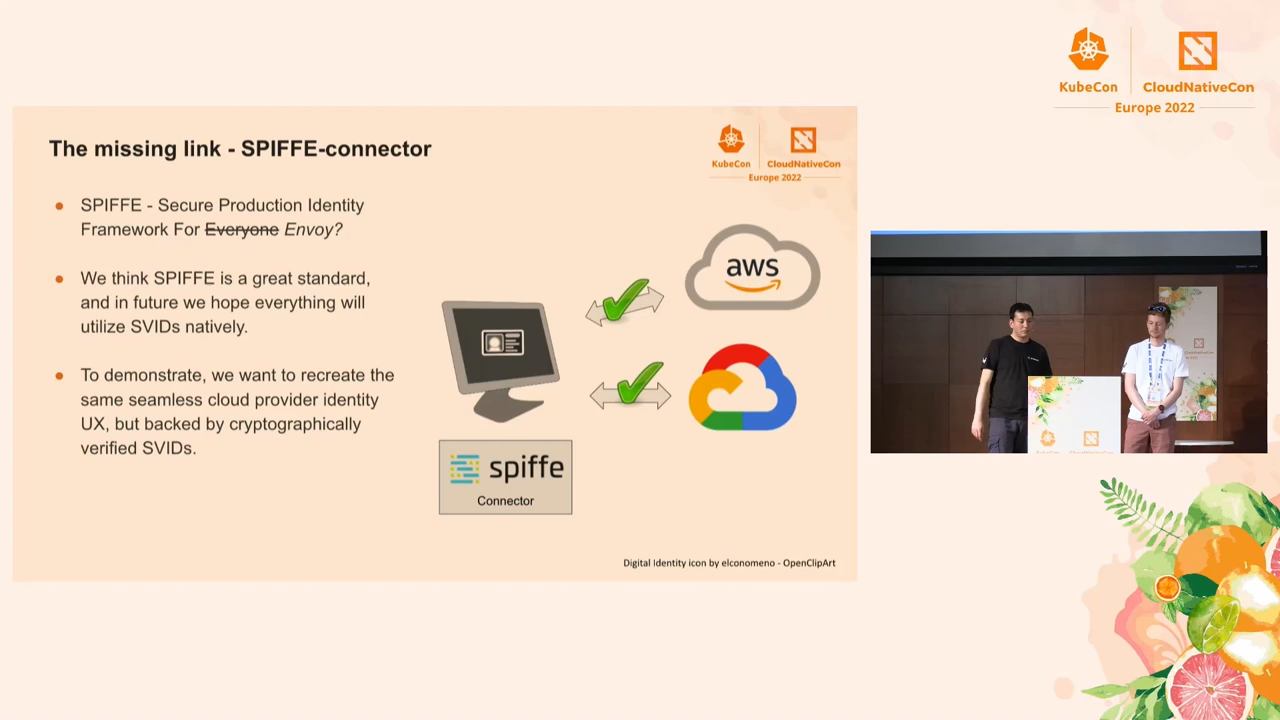 KubeCon
CloudNativeCon
Europe 2022
The missing link - SPIFFE-connector
KubeCon
CloudNativeCon
Europe 2022
SPIFFE - Secure Production Identity
Framework For Everyone Envoy?
We think SPIFFE is a great standard,
and in future we hope everything will
utilize SVIDs natively.
To demonstrate, we want to recreate the
same seamless cloud provider identity
UX, but backed by cryptographically
verified SVIDs.
aws
spiffe
Connector
Digital Identity icon by elconomeno - OpenClipArt